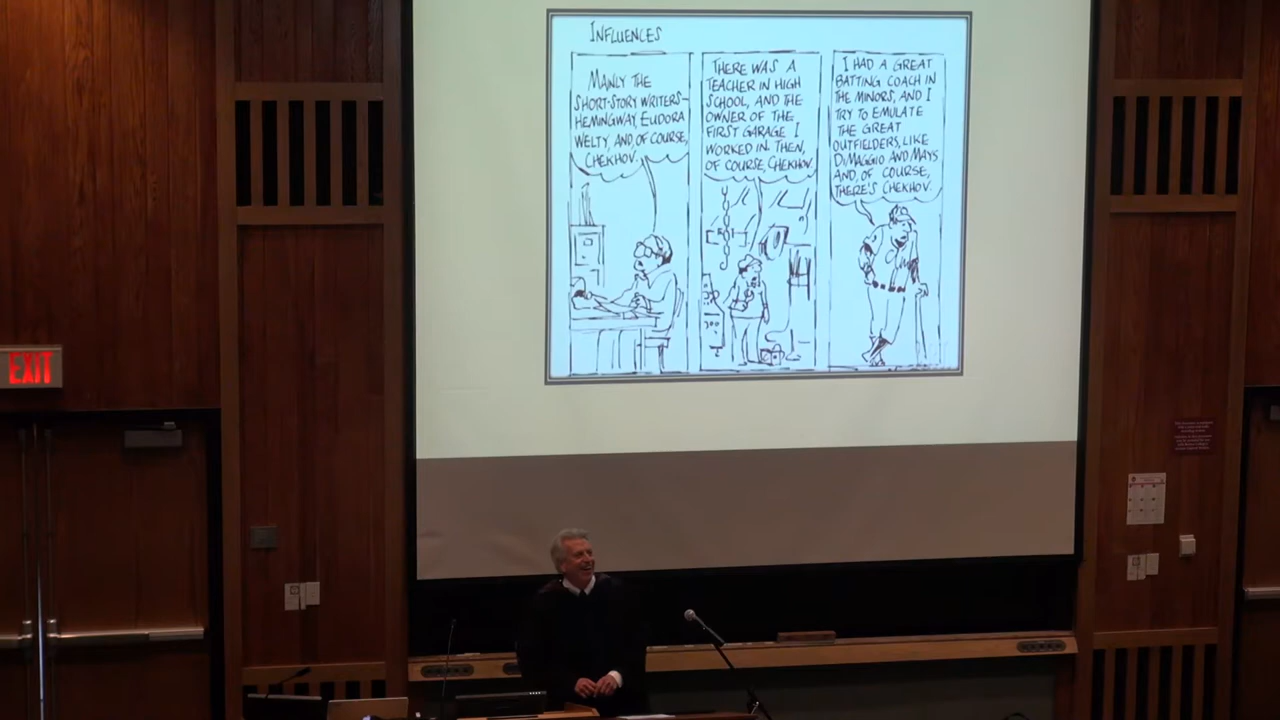 INFLUENCES
MANLY THE
SHORT-STORY WRITERS—
HEMINGWAY, EUDORA
WELTY, AND, OF COURSE,
CHEKHOV.
THERE WAS A
TEACHER IN HIGH
SCHOOL, AND THE
OWNER OF THE
FIRST GARAGE I
WORKED IN. THEN,
OF COURSE, CHEKHOV.
I HAD A GREAT
BATTING COACH IN
THE MINORS, AND I
TRY TO EMULATE
THE GREAT
OUTFIELDERS, LIKE
DIMAGGIO AND MAYS
AND, OF COURSE,
THERE'S CHEKHOV.
EXIT